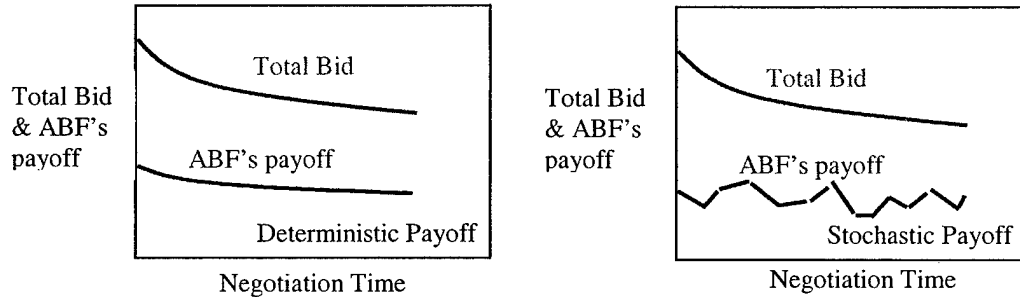 Total Bid
& ABF's
payoff
Total Bid
ABF's payoff
Deterministic Payoff
Negotiation Time
Total Bid
& ABF's
payoff
Total Bid
ABF's payoff
Stochastic Payoff
Negotiation Time